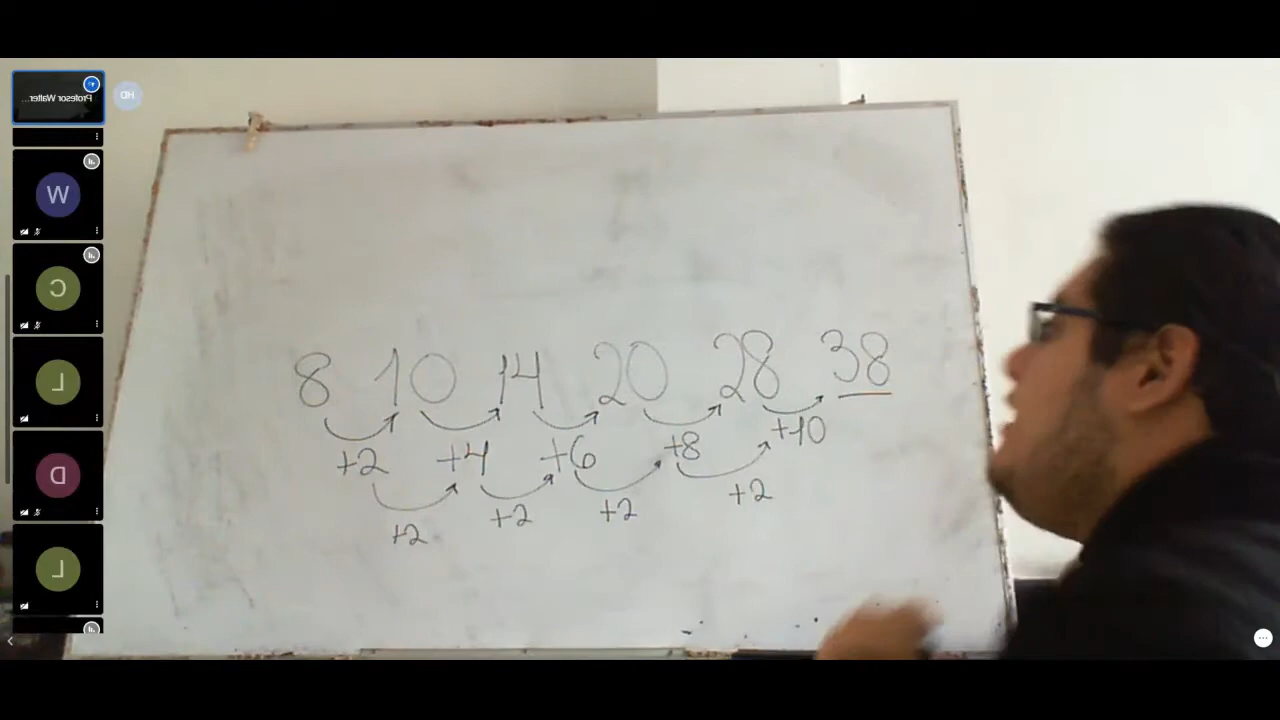 Profesor Walter...
HD
W
C
L
D
L
8 10 14 20 28 38
+2 +4 +6 +8 +10
+2 +2 +2 +2